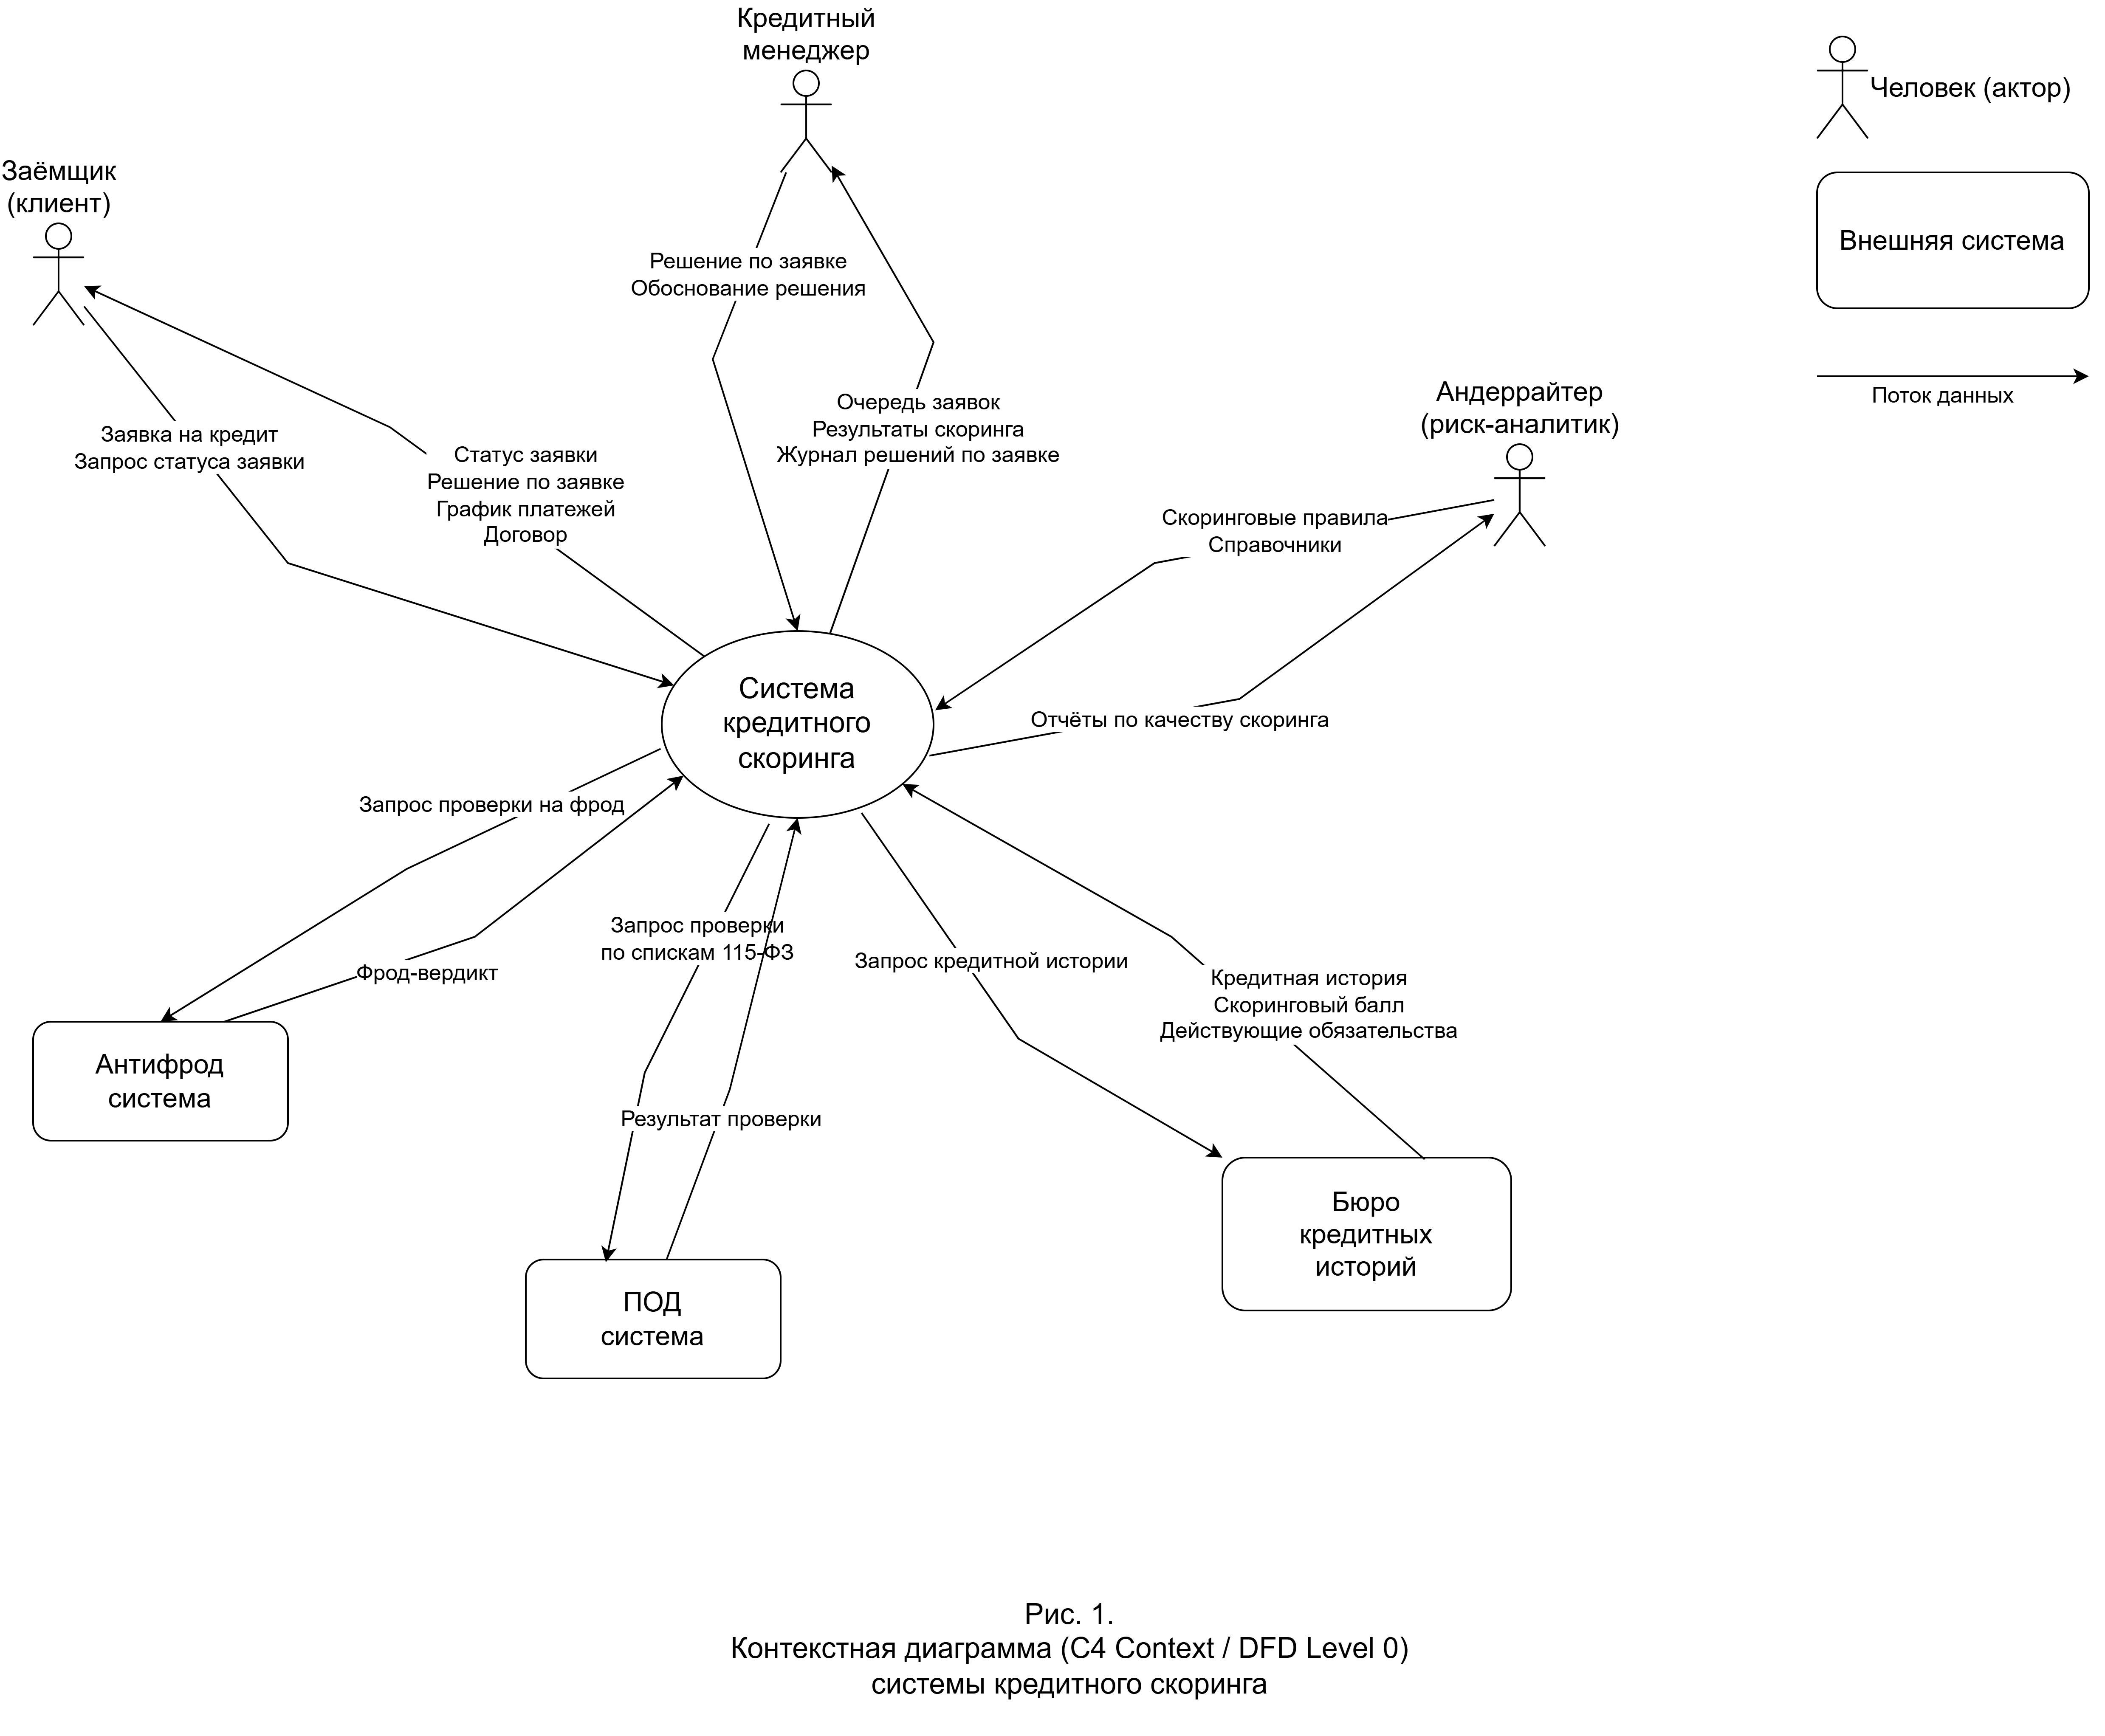 Кредитный
менеджер
Человек (актор)
Заёмщик
(клиент)
Внешняя система
Решение по заявке
Обоснование решения
Поток данных
Андеррайтер
(риск-аналитик)
Очередь заявок
Результаты скоринга
Журнал решений по заявке
Заявка на кредит
Запрос статуса заявки
Статус заявки
Решение по заявке
График платежей
Договор
Скоринговые правила
Справочники
Система
кредитного
скоринга
Отчёты по качеству скоринга
Запрос проверки на фрод
Фрод-вердикт
Запрос проверки
по спискам 115-ФЗ
Запрос кредитной истории
Кредитная история
Скоринговый балл
Действующие обязательства
Антифрод
система
Результат проверки
Бюро
кредитных
историй
ПОД
система
Рис. 1.
Контекстная диаграмма (C4 Context / DFD Level 0)
системы кредитного скоринга